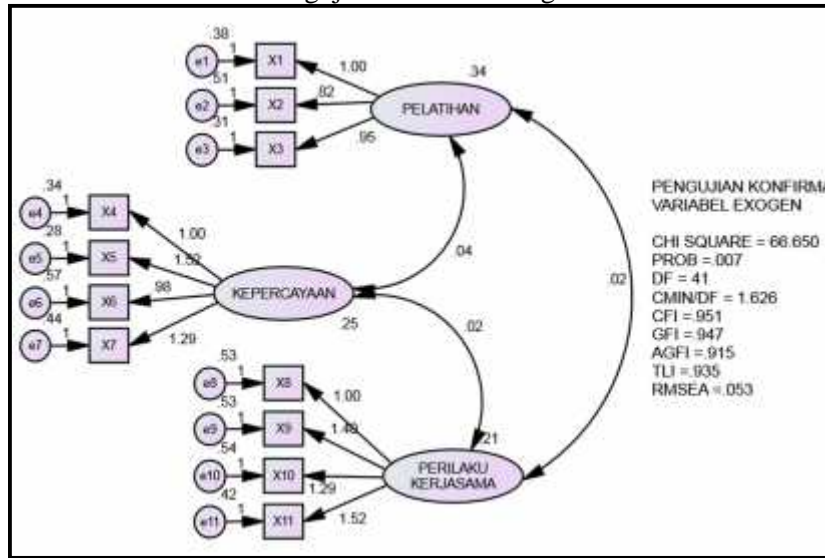 .38
e1
1
X1
1.00
.34
.51
e2
1
X2
.82
PELATIHAN
.31
e3
1
X3
.95
.34
e4
1
X4
1.00
.28
e5
1
X5
1.52
.57
e6
1
X6
.98
KEPERCAYAAN
.44
e7
1
X7
1.29
.25
.04
.02
.02
.53
e8
1
X8
1.00
.53
e9
1
X9
.21
.54
e10
1
X10
1.29
PERILAKU
KERJASAMA
.42
e11
1
X11
1.52
PENGUJIAN KONFIRMA
VARIABEL EXOGEN
CHI SQUARE = 66.650
PROB =.007
DF = 41
CMIN/DF = 1.626
CFI =.951
GFI =.947
AGFI =.915
TLI =.935
RMSEA =.053